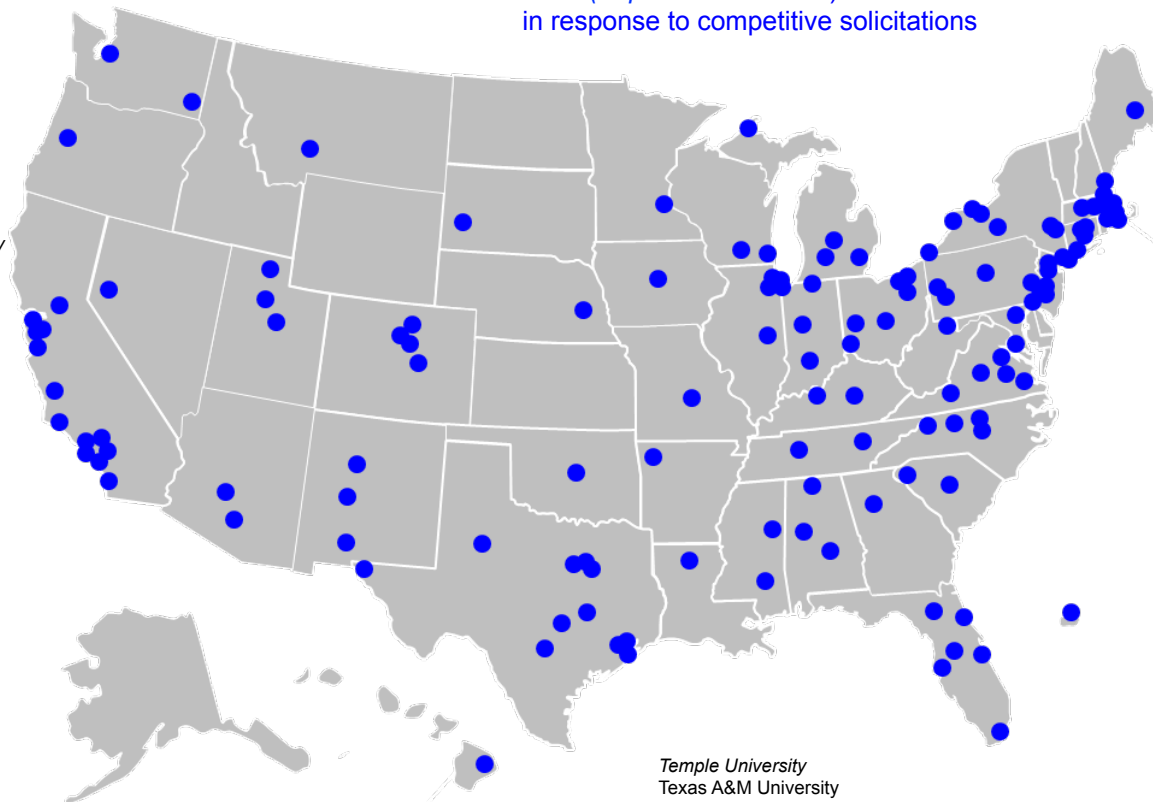 in response to competitive solicitations
Temple University
Texas A&M University